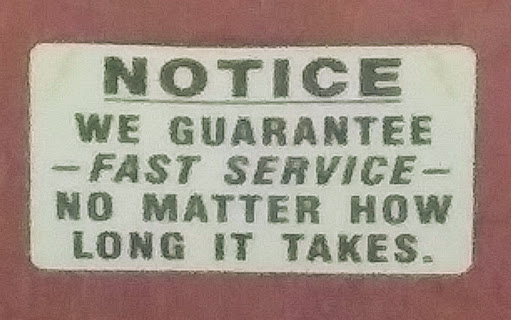 NOTICE
WE GUARANTEE
-FAST SERVICE-
NO MATTER HOW
LONG IT TAKES.